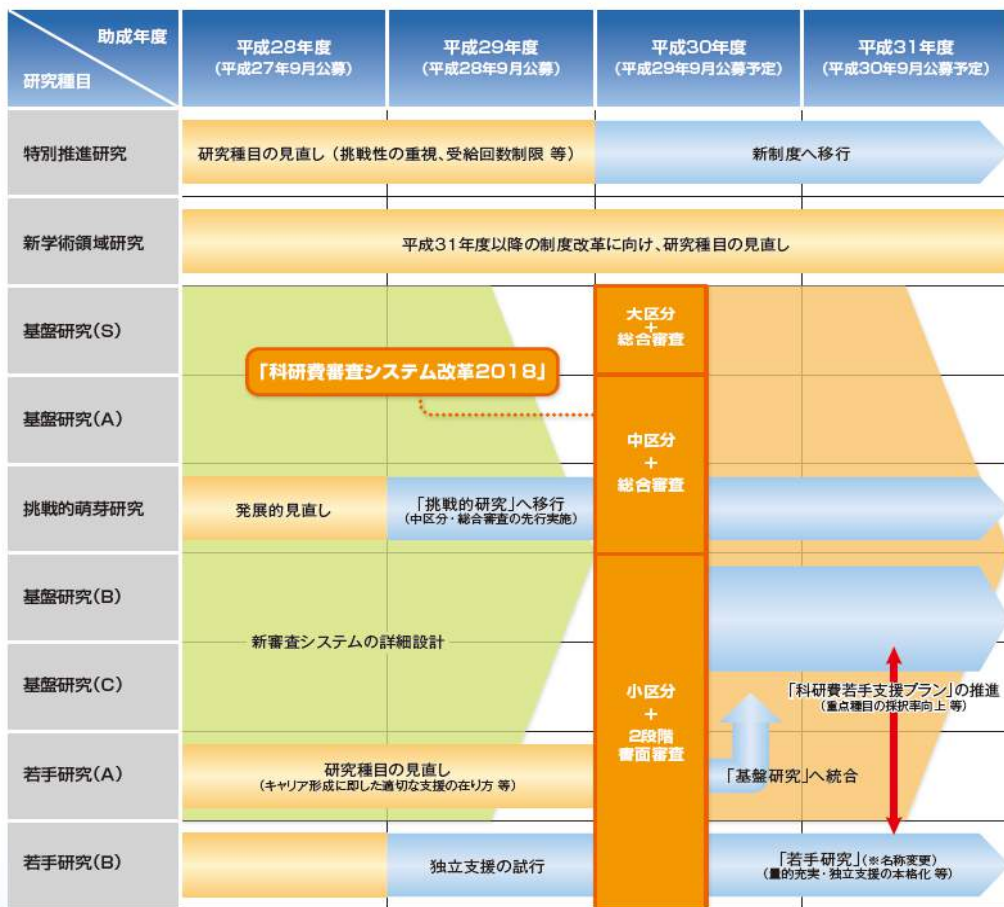 助成年度
研究種目
平成28年度
(平成27年9月公募)
平成29年度
(平成28年9月公募)
平成30年度
(平成29年9月公募予定)
平成31年度
(平成30年9月公募予定)
特別推進研究
研究種目の見直し（挑戦性の重視、受給回数制限 等）
新制度へ移行
新学術領域研究
平成31年度以降の制度改革に向け、研究種目の見直し
基盤研究(S)
大区分
+
総合審査
「科研費審査システム改革2018」
基盤研究(A)
中区分
+
総合審査
挑戦的萌芽研究
発展的見直し
「挑戦的研究」へ移行
(中区分・総合審査の先行実施)
基盤研究(B)
新審査システムの詳細設計
基盤研究(C)
小区分
+
2段階
書面審査
「科研費若手支援プラン」の推進
(重点種目の採択率向上 等)
若手研究(A)
研究種目の見直し
(キャリア形成に即した適切な支援の在り方 等)
「基盤研究」へ統合
若手研究(B)
独立支援の試行
「若手研究」(※名称変更)
(量的充実・独立支援の本格化 等)